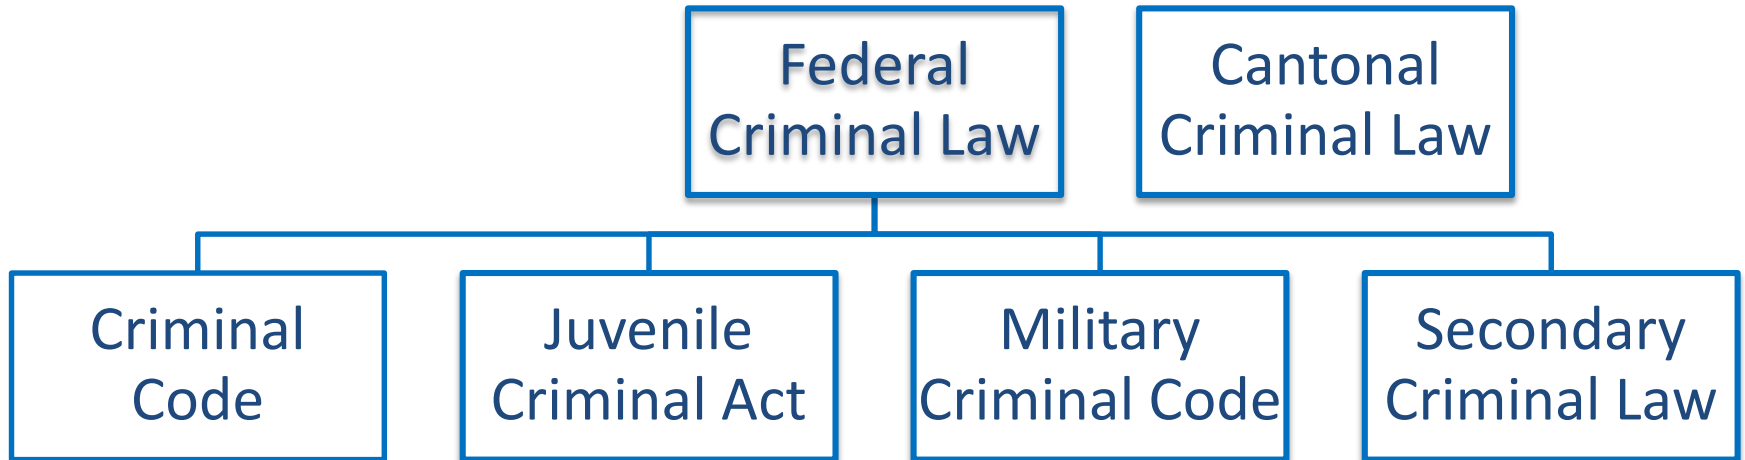 Federal
Criminal Law
Cantonal
Criminal Law
Criminal
Code
Juvenile
Criminal Act
Military
Criminal Code
Secondary
Criminal Law